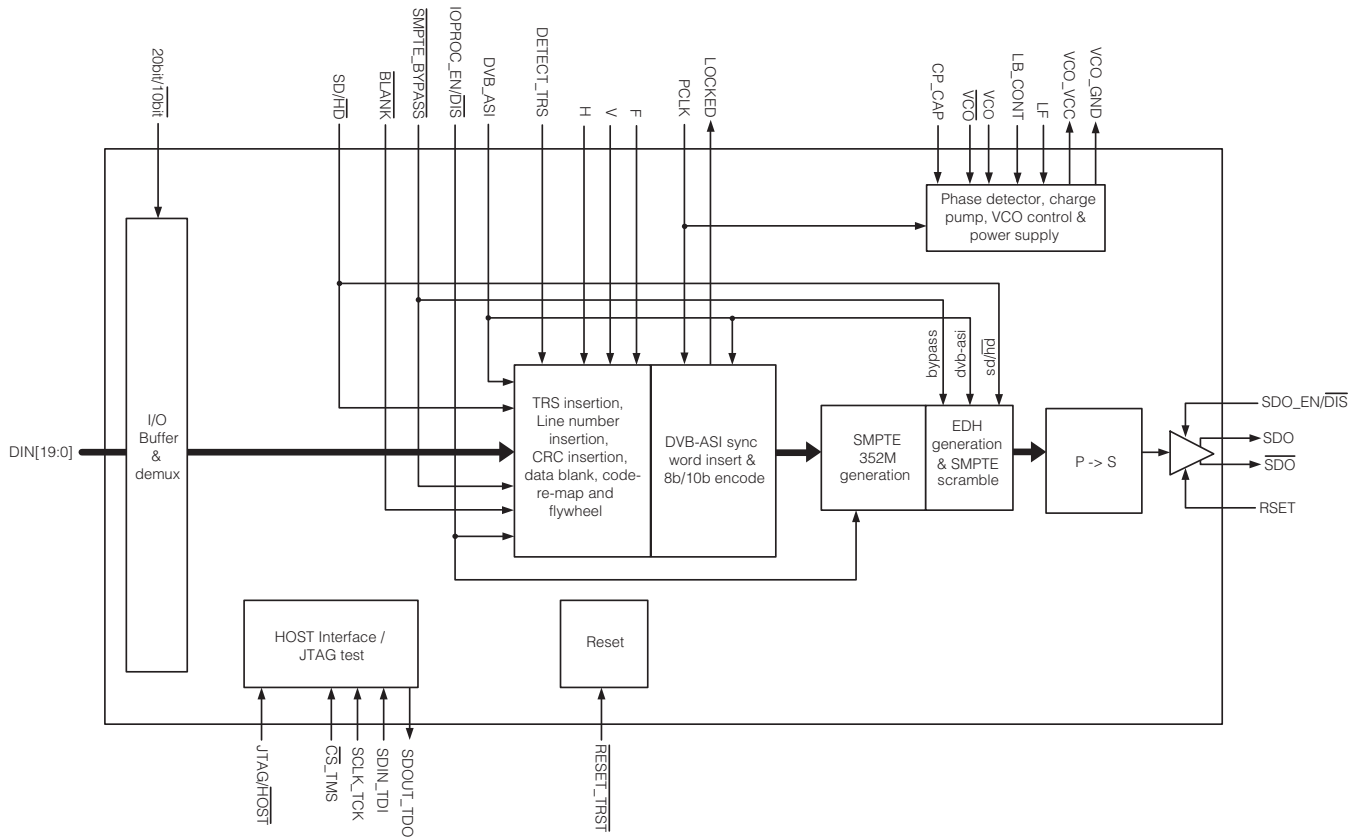 20bit/10bit
SD/HD
BLANK
SMPTE_BYPASS
IOPROC_EN/DIS
DVB_ASI
DETECT_TRS
H
V
F
PCLK
LOCKED
CP_CAP
VCO
VCO
LB_CONT
LF
VCO_VCC
VCO_GND
Phase detector, charge
pump, VCO control &
power supply
bypass
dvb-asi
sd/hd
DIN[19:0]
I/O
Buffer
&
demux
TRS insertion,
Line number
insertion,
CRC insertion,
data blank, code-
re-map and
flywheel
DVB-ASI sync
word insert &
8b/10b encode
SMPTE
352M
generation
EDH
generation
& SMPTE
scramble
P -> S
SDO_EN/DIS
SDO
SDO
RSET
HOST Interface /
JTAG test
Reset
JTAG/HOST
CS_TMS
SCLK_TCK
SDIN_TDI
SDOUT_TDO
RESET_TRST